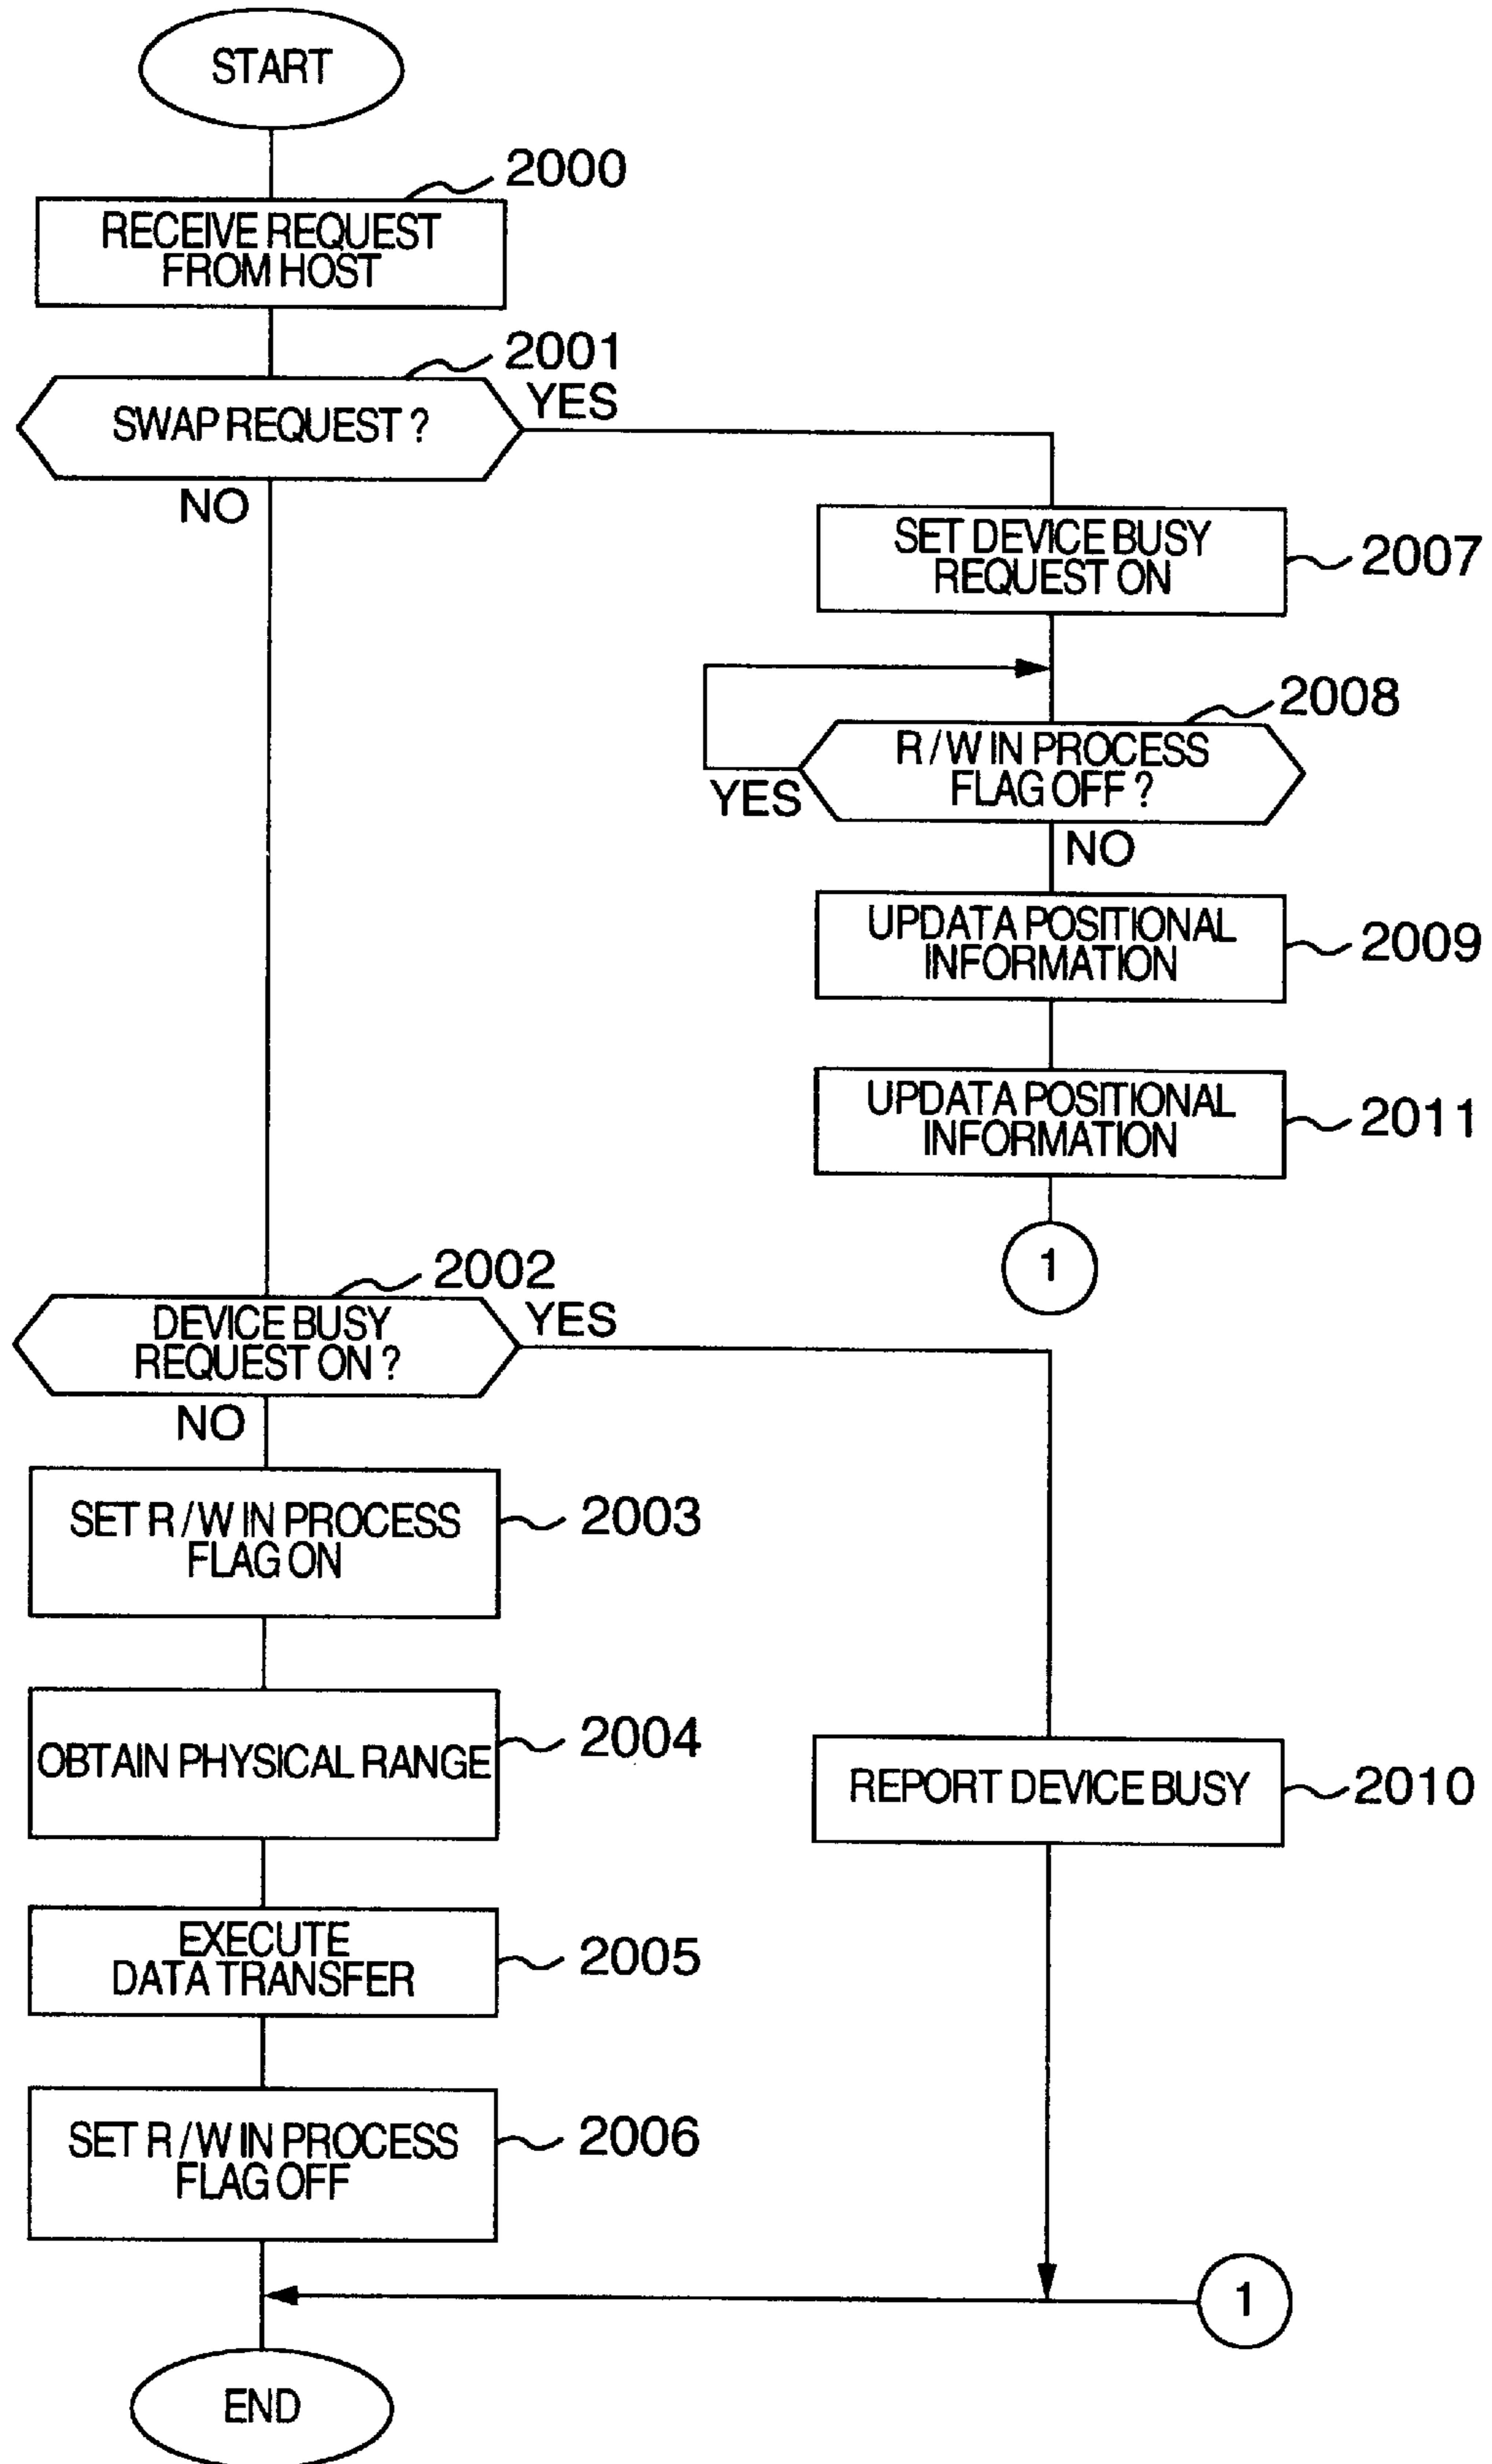 START
2000
RECEIVE REQUEST
FROM HOST
2001
SWAP REQUEST ?
YES
NO
SET DEVICE BUSY
REQUEST ON
2007
2008
R / W IN PROCESS
FLAG OFF ?
YES
NO
UPDATA POSITIONAL
INFORMATION
2009
UPDATA POSITIONAL
INFORMATION
2011
1
2002
DEVICE BUSY
REQUEST ON ?
YES
NO
SET R / W IN PROCESS
FLAG ON
2003
OBTAIN PHYSICAL RANGE
2004
REPORT DEVICE BUSY
2010
EXECUTE
DATA TRANSFER
2005
SET R / W IN PROCESS
FLAG OFF
2006
1
END